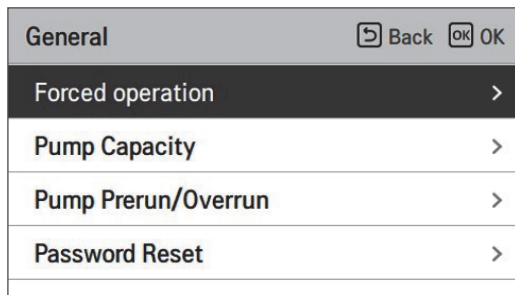 General Back OK OK
Forced operation
Pump Capacity
Pump Prerun/Overrun
Password Reset